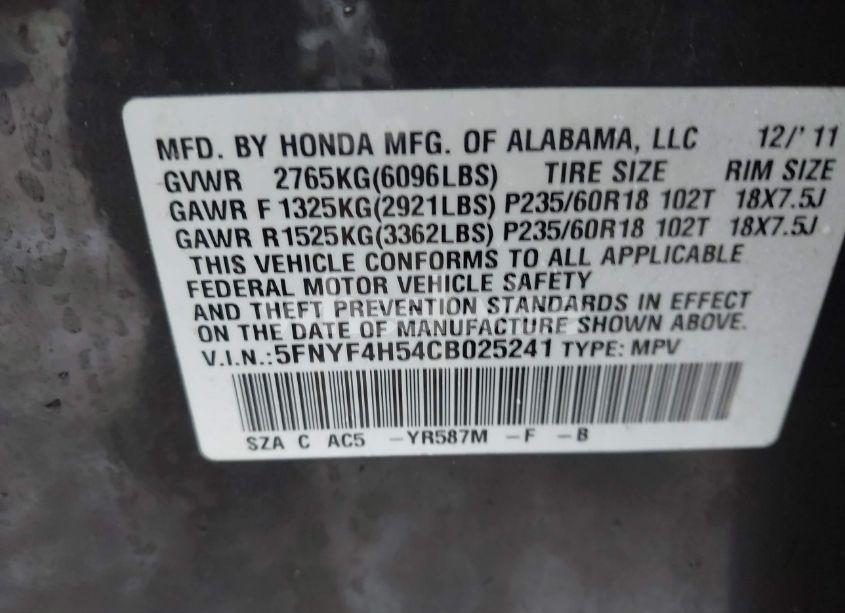 MFD. BY HONDA MFG. OF ALABAMA, LLC 12/'11
GVWR 2765KG(6096LBS) TIRE SIZE RIM SIZE
GAWR F 1325KG(2921LBS) P235/60R18 102T 18X7.5J
GAWR R1525KG(3362LBS) P235/60R18 102T 18X7.5J
THIS VEHICLE CONFORMS TO ALL APPLICABLE
FEDERAL MOTOR VEHICLE SAFETY
AND THEFT PREVENTION STANDARDS IN EFFECT
ON THE DATE OF MANUFACTURE SHOWN ABOVE.
V.I.N.:5FNYF4H54CB025241 TYPE: MPV
SZA C AC5 -YR587M -F -B